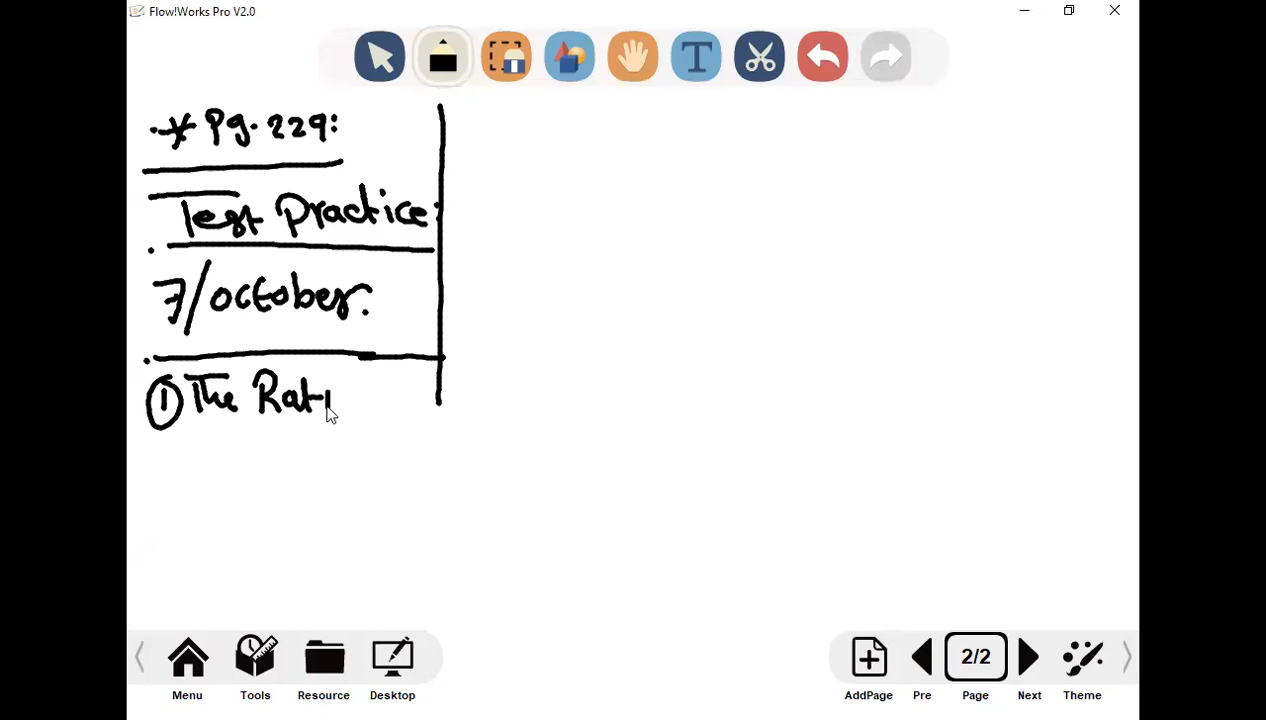 Flow!Works Pro V2.0
T
* Pg. 229:
Test Practice:
7/october.
① The Rati
2/2
Menu Tools Resource Desktop
AddPage Pre Page Next Theme